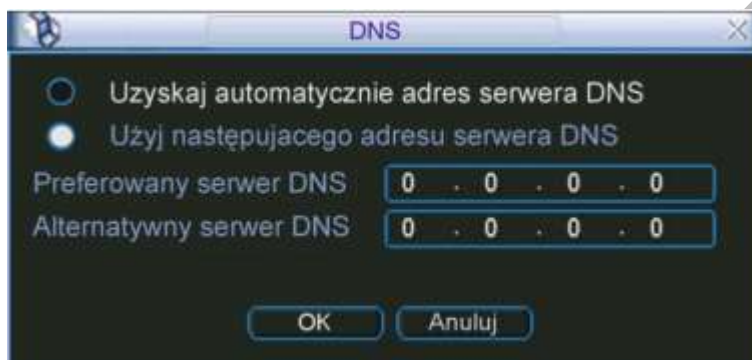 DNS
Uzyskaj automatycznie adres serwera DNS
Użyj następujacego adresu serwera DNS
Preferowany serwer DNS 0 . 0 . 0 . 0
Alternatywny serwer DNS 0 . 0 . 0 . 0
OK Anuluj